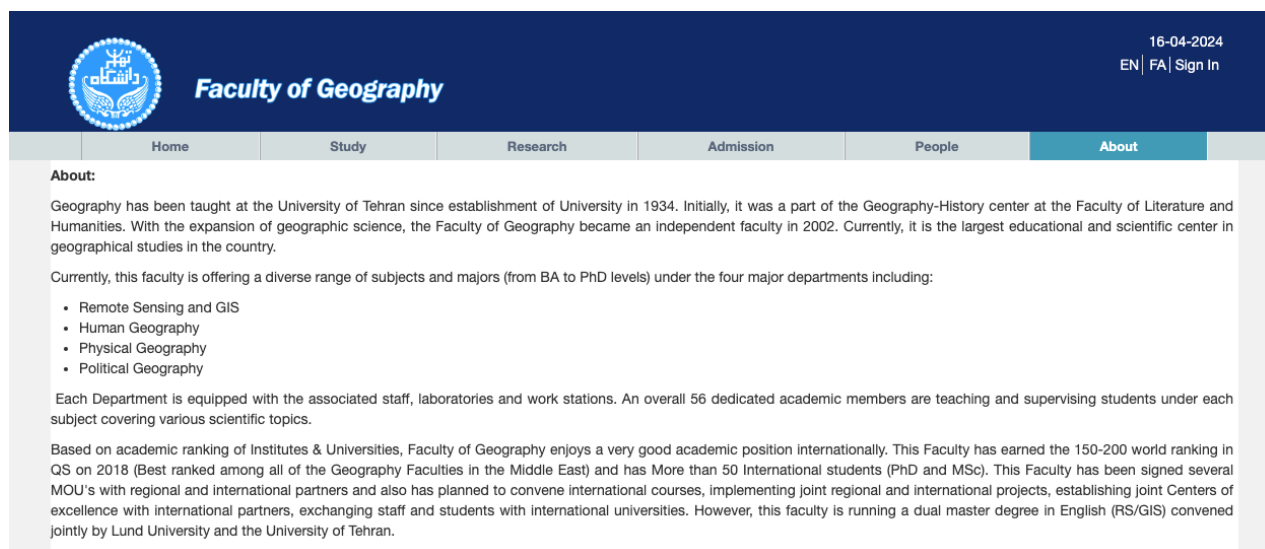 16-04-2024
EN FA Sign In
دانشگاه تهران
Faculty of Geography
Home Study Research Admission People About
About:
Geography has been taught at the University of Tehran since establishment of University in 1934. Initially, it was a part of the Geography-History center at the Faculty of Literature and
Humanities. With the expansion of geographic science, the Faculty of Geography became an independent faculty in 2002. Currently, it is the largest educational and scientific center in
geographical studies in the country.
Currently, this faculty is offering a diverse range of subjects and majors (from BA to PhD levels) under the four major departments including:
• Remote Sensing and GIS
• Human Geography
• Physical Geography
• Political Geography
Each Department is equipped with the associated staff, laboratories and work stations. An overall 56 dedicated academic members are teaching and supervising students under each
subject covering various scientific topics.
Based on academic ranking of Institutes & Universities, Faculty of Geography enjoys a very good academic position internationally. This Faculty has earned the 150-200 world ranking in
QS on 2018 (Best ranked among all of the Geography Faculties in the Middle East) and has More than 50 International students (PhD and MSc). This Faculty has been signed several
MOU's with regional and international partners and also has planned to convene international courses, implementing joint regional and international projects, establishing joint Centers of
excellence with international partners, exchanging staff and students with international universities. However, this faculty is running a dual master degree in English (RS/GIS) convened
jointly by Lund University and the University of Tehran.